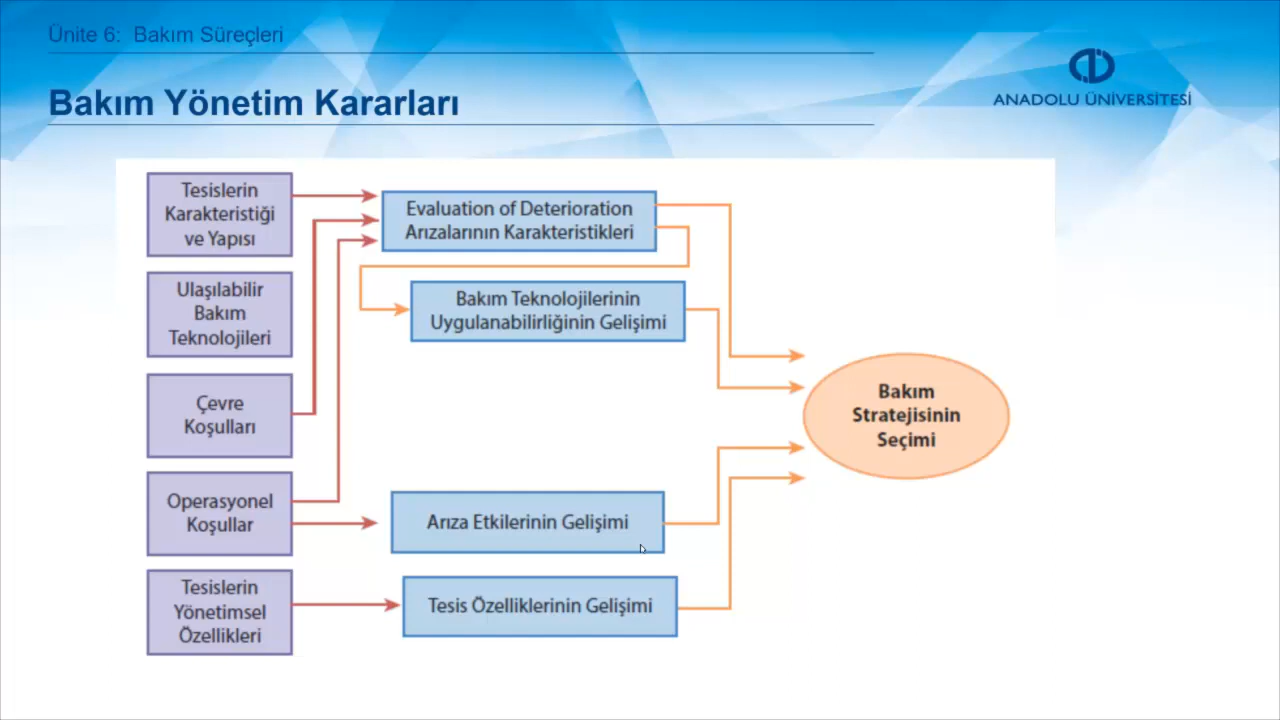 Ünite 6: Bakım Süreçleri
Bakım Yönetim Kararları
ANADOLU ÜNİVERSİTESİ
Tesislerin
Karakteristiği
ve Yapısı
Ulaşılabilir
Bakım
Teknolojileri
Çevre
Koşulları
Operasyonel
Koşullar
Tesislerin
Yönetimsel
Özellikleri
Evaluation of Deterioration
Arızalarının Karakteristikleri
Bakım Teknolojilerinin
Uygulanabilirliğinin Gelişimi
Arıza Etkilerinin Gelişimi
Tesis Özelliklerinin Gelişimi
Bakım
Stratejisinin
Seçimi